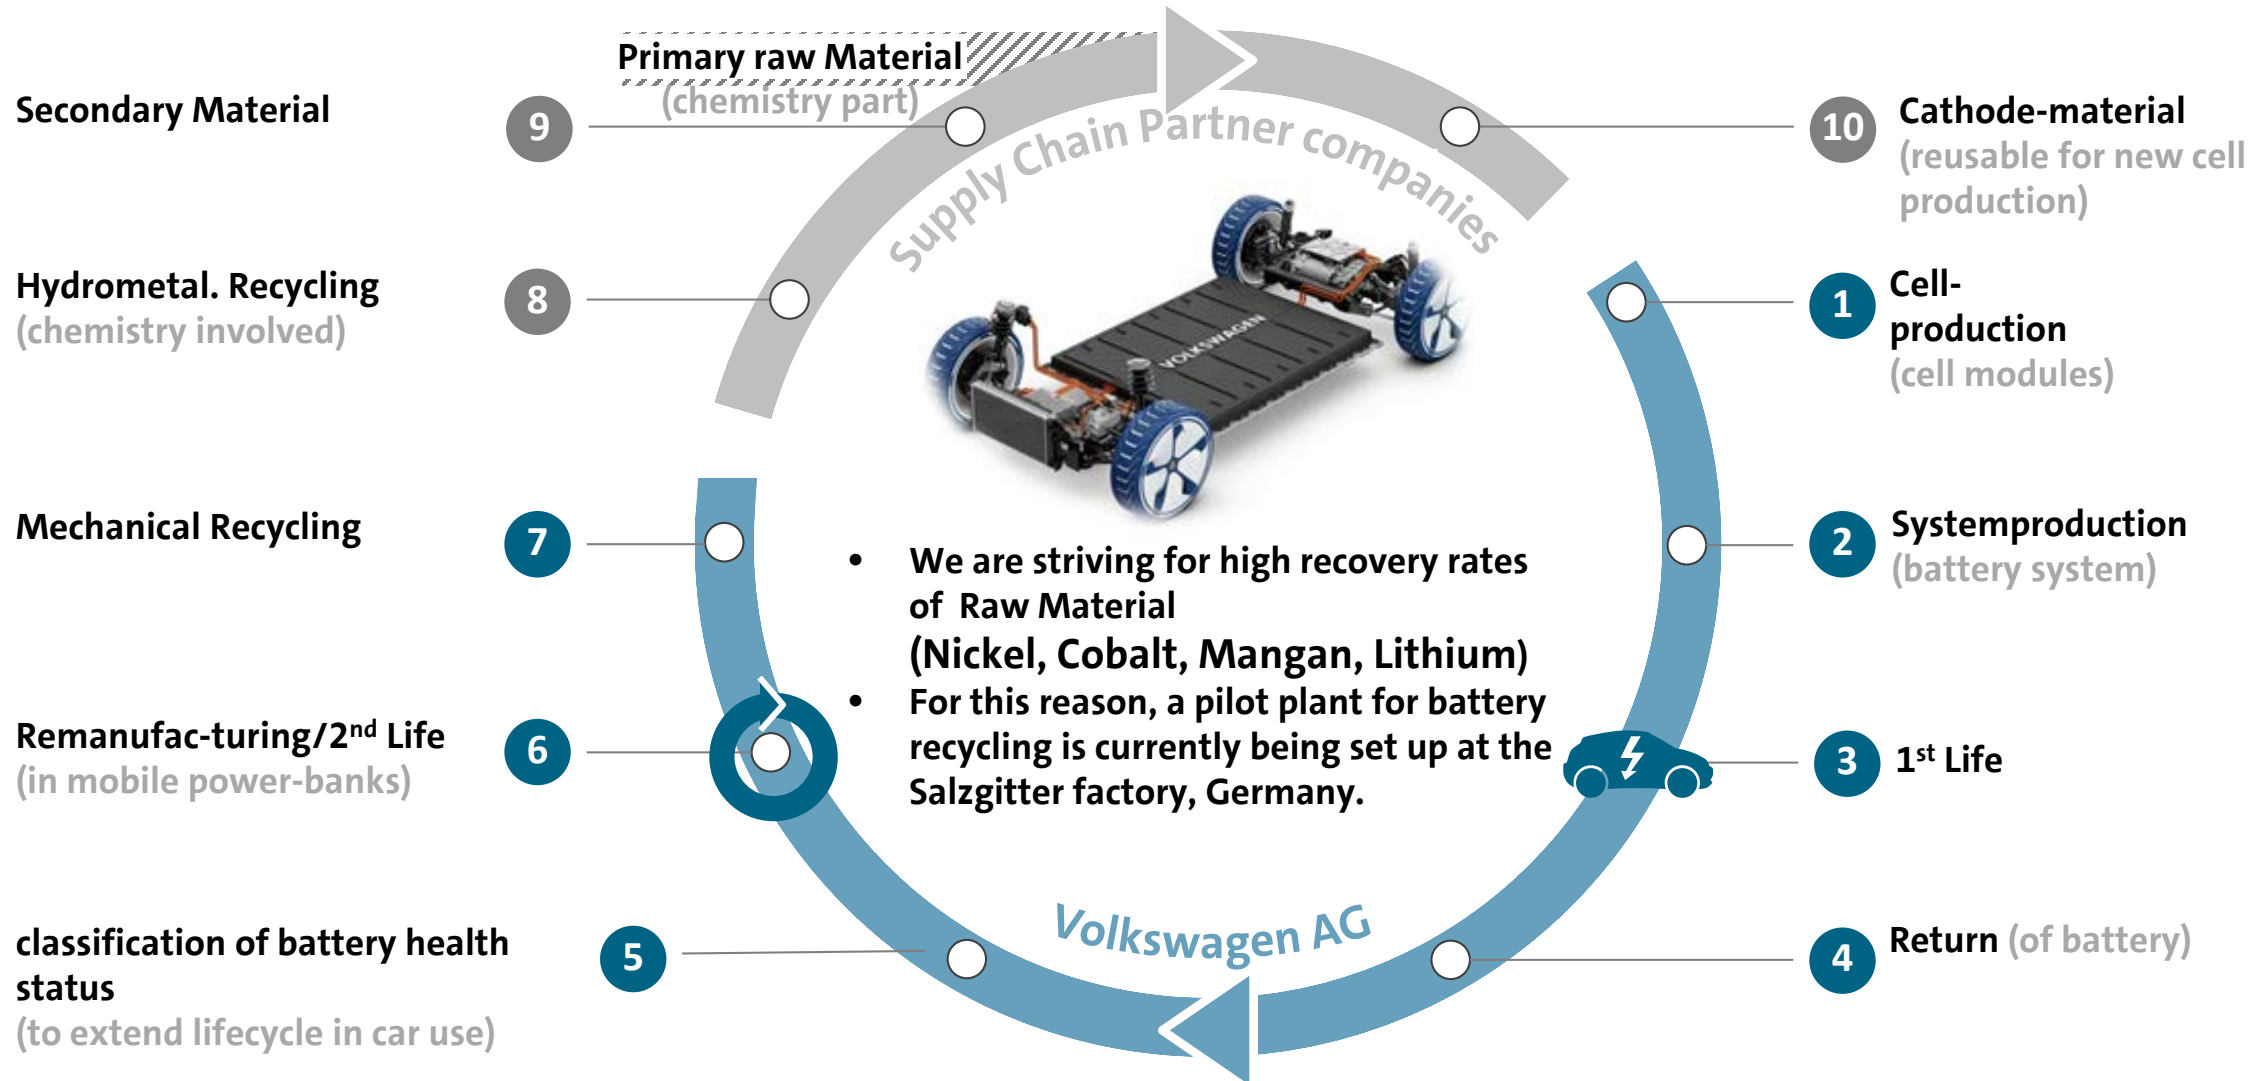 Primary raw Material
(chemistry part)
Secondary Material
9
Supply Chain Partner companies
10
Cathode-material
(reusable for new cell
production)
Hydrometal. Recycling
(chemistry involved)
8
1
Cell-
production
(cell modules)
VOLKSWAGEN
Mechanical Recycling
7
2
Systemproduction
(battery system)
• We are striving for high recovery rates
of Raw Material
(Nickel, Cobalt, Mangan, Lithium)
• For this reason, a pilot plant for battery
recycling is currently being set up at the
Salzgitter factory, Germany.
Remanufac-turing/2nd Life
(in mobile power-banks)
6
3
1st Life
classification of battery health
status
(to extend lifecycle in car use)
5
Volkswagen AG
4
Return (of battery)